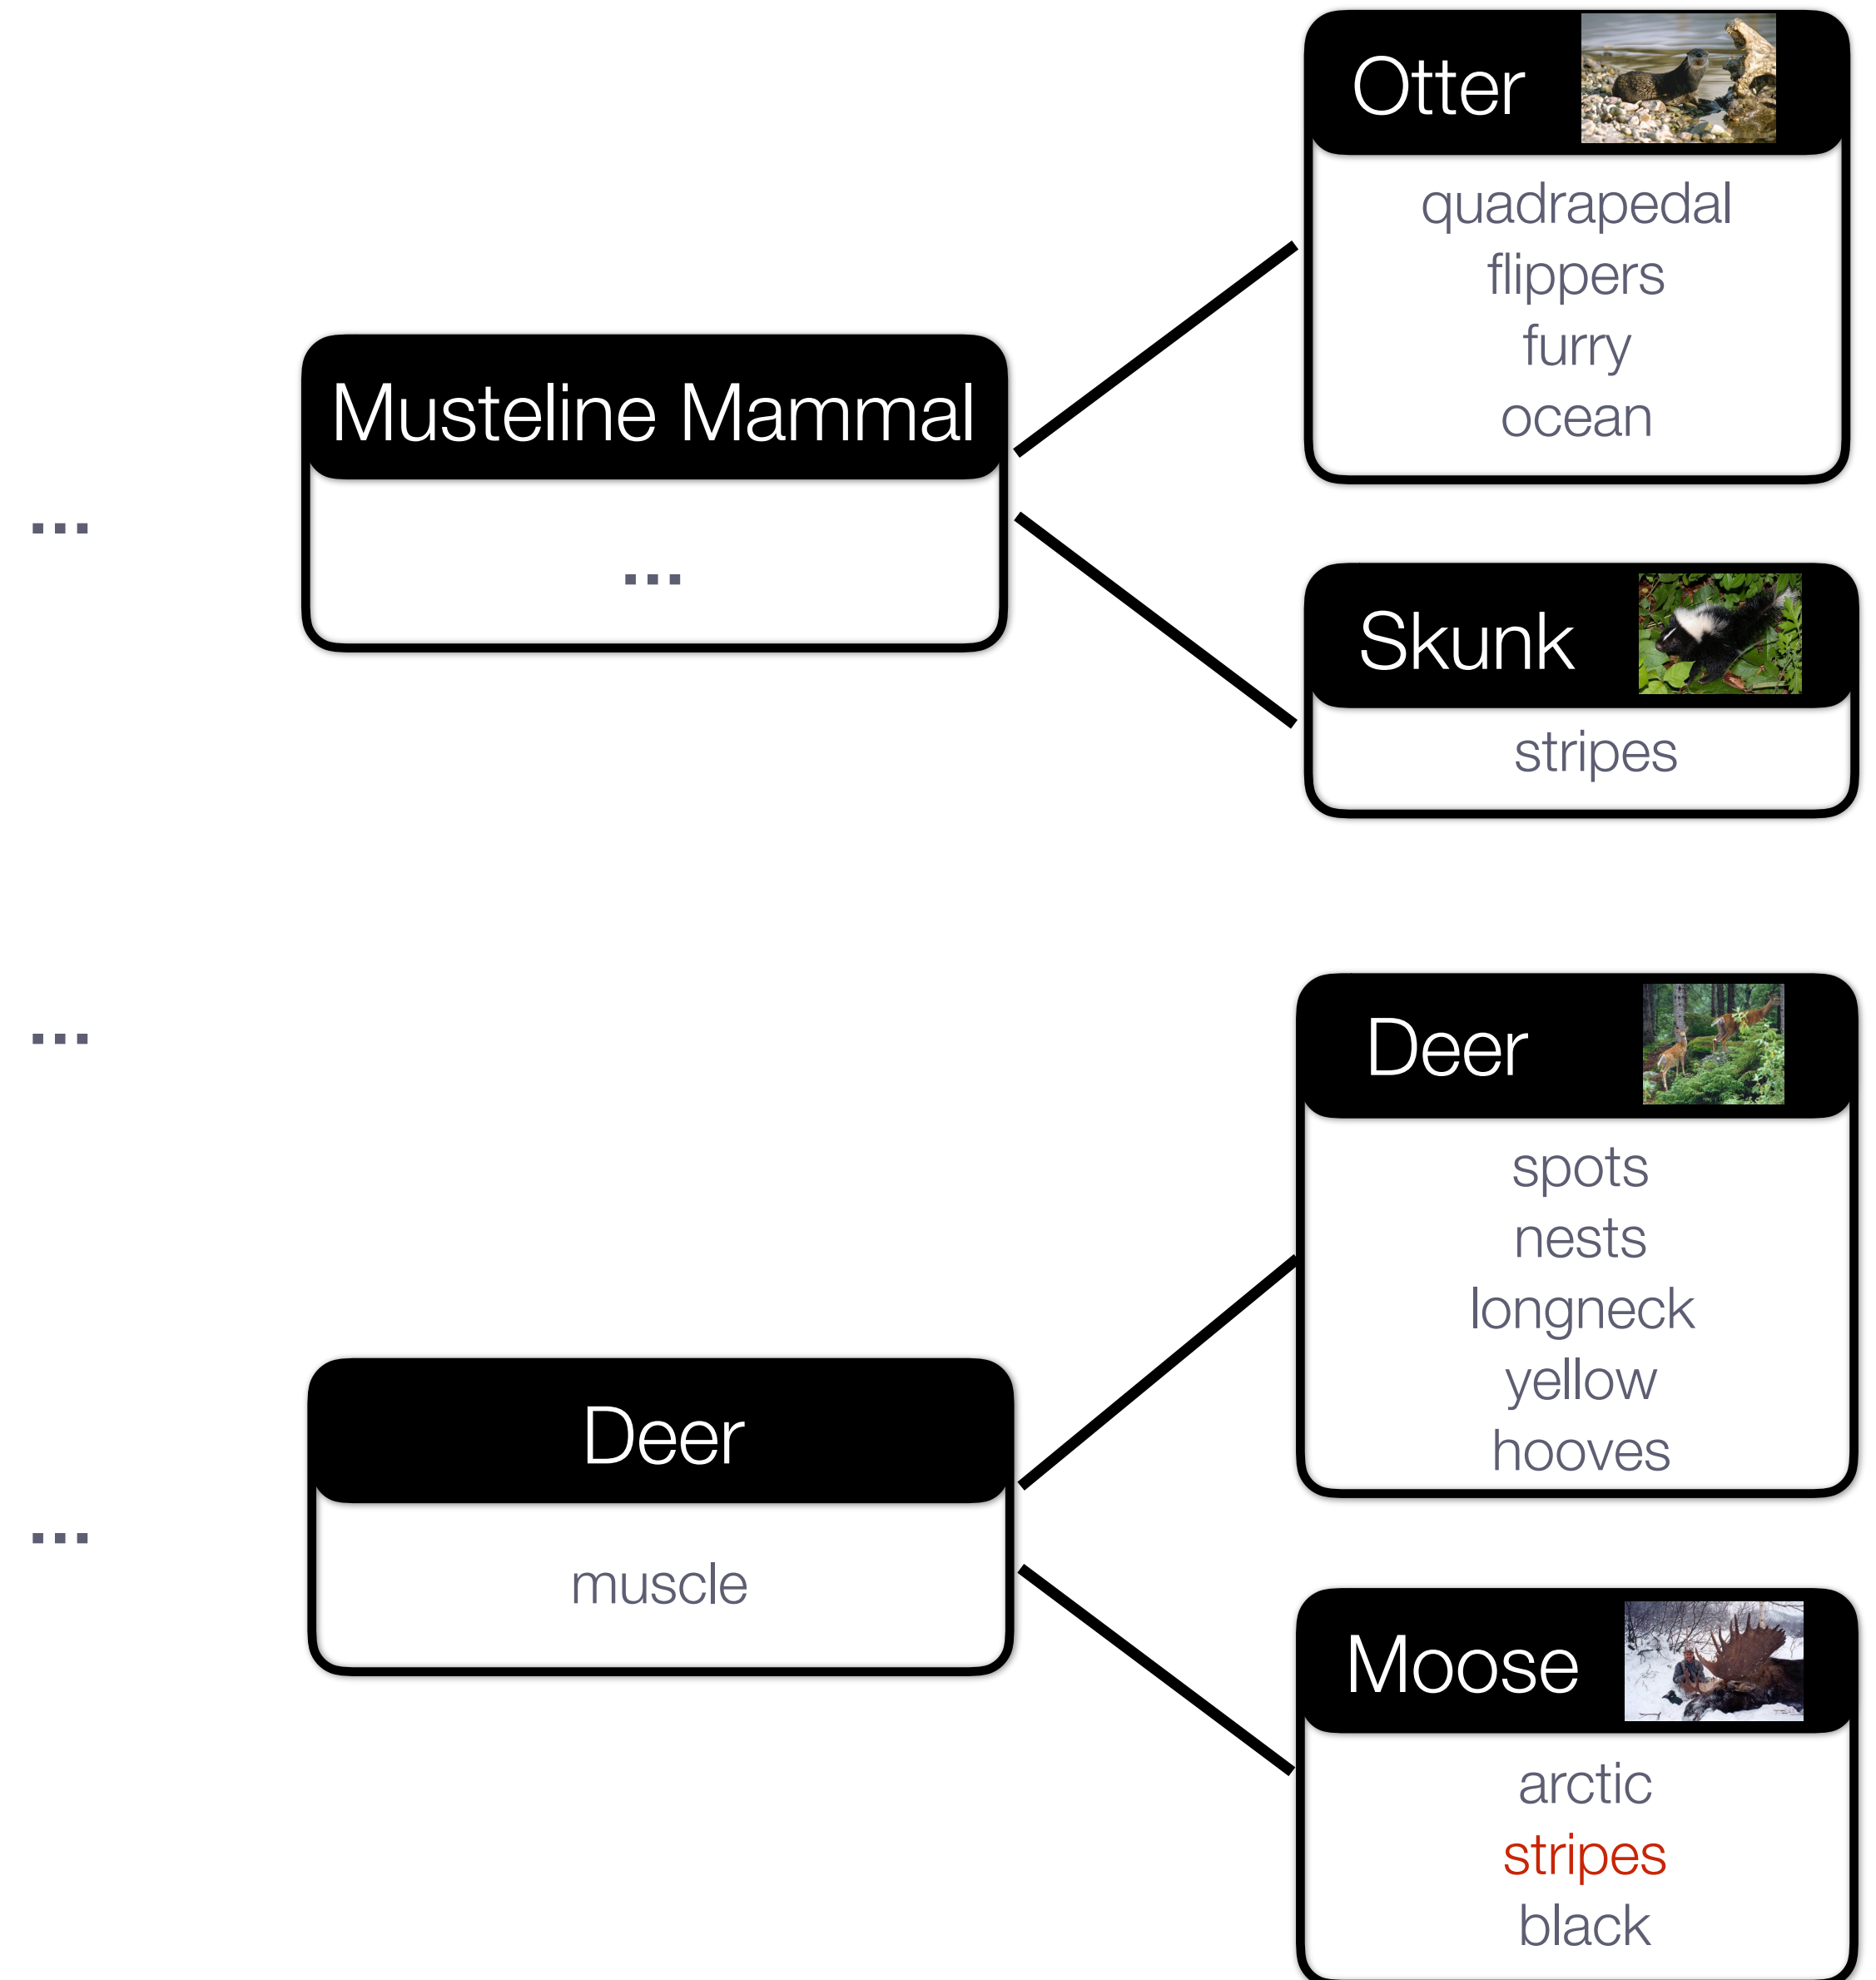 Otter
quadrapedal
flippers
furry
ocean
Musteline Mammal
...
...
Skunk
stripes
...
Deer
spots
nests
longneck
yellow
hooves
Deer
muscle
...
Moose
arctic
stripes
black